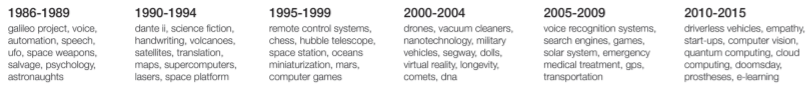 1986-1989
galileo project, voice,
automation, speech,
ufo, space weapons,
salvage, psychology,
astronaughts
1990-1994
dante ii, science fiction,
handwriting, volcanoes,
satellites, translation,
maps, supercomputers,
lasers, space platform
1995-1999
remote control systems,
chess, hubble telescope,
space station, oceans
miniaturization, mars,
computer games
2000-2004
drones, vacuum cleaners,
nanotechnology, military
vehicles, segway, dolls,
virtual reality, longevity,
comets, dna
2005-2009
voice recognition systems,
search engines, games,
solar system, emergency
medical treatment, gps,
transportation
2010-2015
driverless vehicles, empathy,
start-ups, computer vision,
quantum computing, cloud
computing, doomsday,
prostheses, e-learning